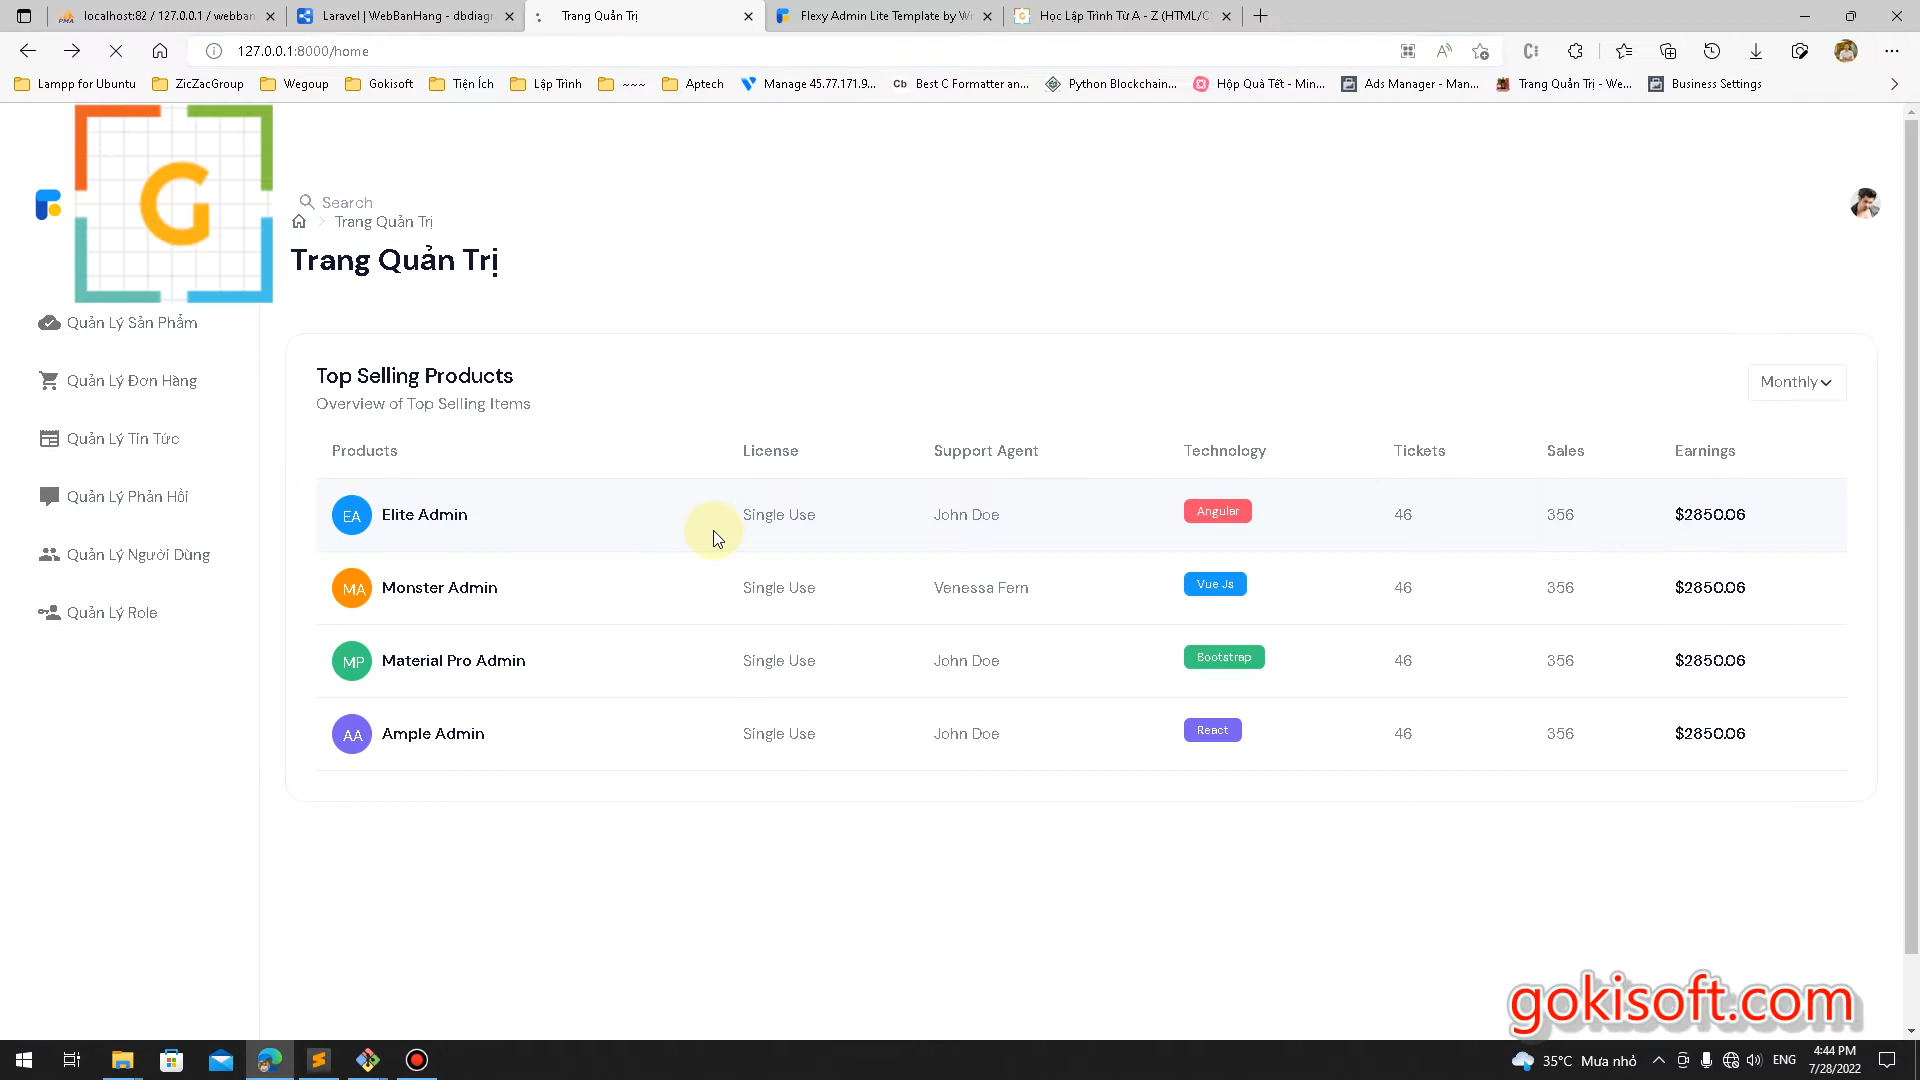 localhost:82 / 127.0.0.1 / webban
Laravel | WebBanHang - dbdiagr
Trang Quản Trị
Flexy Admin Lite Template by Wr
Học Lập Trình Từ A - Z (HTML/C
127.0.0.1:8000/home
Lampp for Ubuntu
ZicZacGroup
Wegoup
Gokisoft
Tiện Ích
Lập Trình
~~~
Aptech
Manage 45.77.171.9...
Cb Best C Formatter an...
Python Blockchain...
Hộp Quà Tết - Min...
Ads Manager - Man...
Trang Quản Trị - We...
Business Settings
G
Search
Trang Quản Trị
Trang Quản Trị
Quản Lý Sản Phẩm
Quản Lý Đơn Hàng
Quản Lý Tin Tức
Quản Lý Phản Hồi
Quản Lý Người Dùng
Quản Lý Role
Top Selling Products
Overview of Top Selling Items
Monthly
Products License Support Agent Technology Tickets Sales Earnings
EA Elite Admin Single Use John Doe Angular 46 356 $2850.06
MA Monster Admin Single Use Venessa Fern Vue Js 46 356 $2850.06
MP Material Pro Admin Single Use John Doe Bootstrap 46 356 $2850.06
AA Ample Admin Single Use John Doe React 46 356 $2850.06
gokisoft.com
35°C Mưa nhỏ
ENG
4:44 PM
7/28/2022